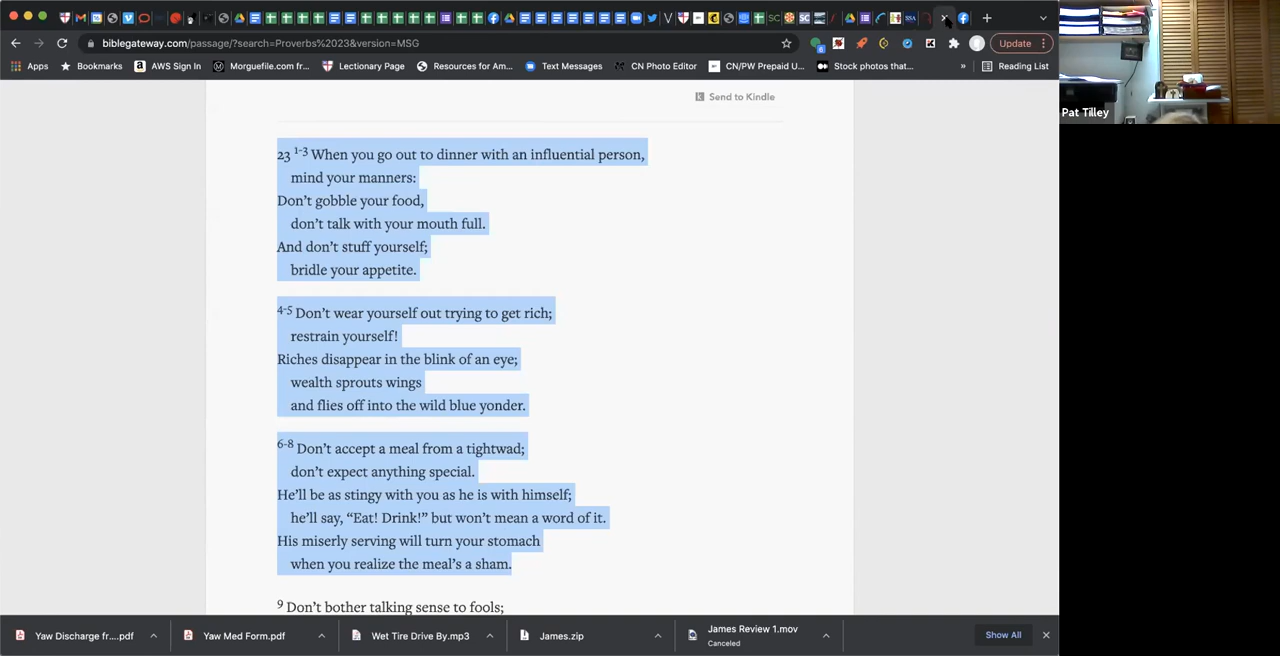 SC
SC
SSA
Update
biblegateway.com/passage/?search=Proverbs%2023&version=MSG
Apps
Bookmarks
AWS Sign In
Morguefile.com fr...
Lectionary Page
Resources for Am...
Text Messages
CN Photo Editor
CN/PW Prepaid U...
Stock photos that...
»
Reading List
Pat Tilley
Send to Kindle
23 1-3 When you go out to dinner with an influential person,
mind your manners:
Don’t gobble your food,
don’t talk with your mouth full.
And don’t stuff yourself;
bridle your appetite.
4-5 Don’t wear yourself out trying to get rich;
restrain yourself!
Riches disappear in the blink of an eye;
wealth sprouts wings
and flies off into the wild blue yonder.
6-8 Don’t accept a meal from a tightwad;
don’t expect anything special.
He’ll be as stingy with you as he is with himself;
he’ll say, “Eat! Drink!” but won’t mean a word of it.
His miserly serving will turn your stomach
when you realize the meal’s a sham.
9 Don’t bother talking sense to fools;
Yaw Discharge fr....pdf
Yaw Med Form.pdf
Wet Tire Drive By.mp3
James.zip
James Review 1.mov
Canceled
Show All